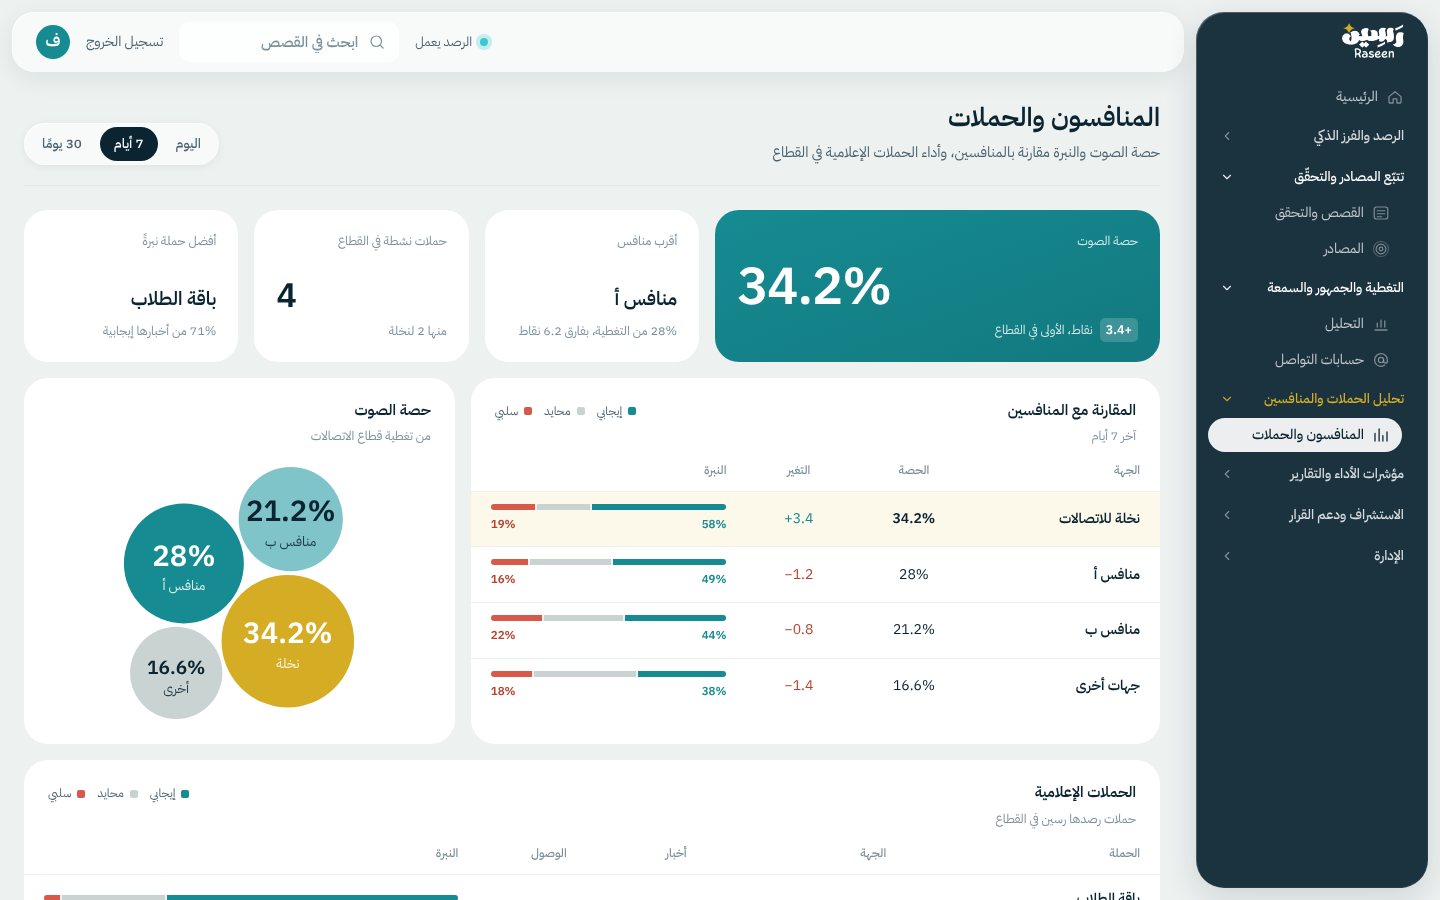 رَسِين
Raseen
الرئيسية
الرصد والفرز الذكي
تتبّع المصادر والتحقّق
القصص والتحقق
المصادر
التغطية والجمهور والسمعة
التحليل
حسابات التواصل
تحليل الحملات والمنافسين
المنافسون والحملات
مؤشرات الأداء والتقارير
الاستشراف ودعم القرار
الإدارة
الرصد يعمل
ابحث في القصص
تسجيل الخروج
ف
المنافسون والحملات
حصة الصوت والنبرة مقارنة بالمنافسين، وأداء الحملات الإعلامية في القطاع
اليوم
7 أيام
30 يومًا
حصة الصوت
34.2%
+3.4 نقاط، الأولى في القطاع
أقرب منافس
منافس أ
28% من التغطية، بفارق 6.2 نقاط
حملات نشطة في القطاع
4
منها 2 لنخلة
أفضل حملة نبرةً
باقة الطلاب
71% من أخبارها إيجابية
المقارنة مع المنافسين
إيجابي محايد سلبي
آخر 7 أيام
الجهة الحصة التغير النبرة
نخلة للاتصالات 34.2% +3.4 58% 19%
منافس أ 28% −1.2 49% 16%
منافس ب 21.2% −0.8 44% 22%
جهات أخرى 16.6% −1.4 38% 18%
حصة الصوت
من تغطية قطاع الاتصالات
21.2%
منافس ب
28%
منافس أ
34.2%
نخلة
16.6%
أخرى
الحملات الإعلامية
إيجابي محايد سلبي
حملات رصدها رسين في القطاع
الحملة الجهة أخبار الوصول النبرة
باقة الطلاب